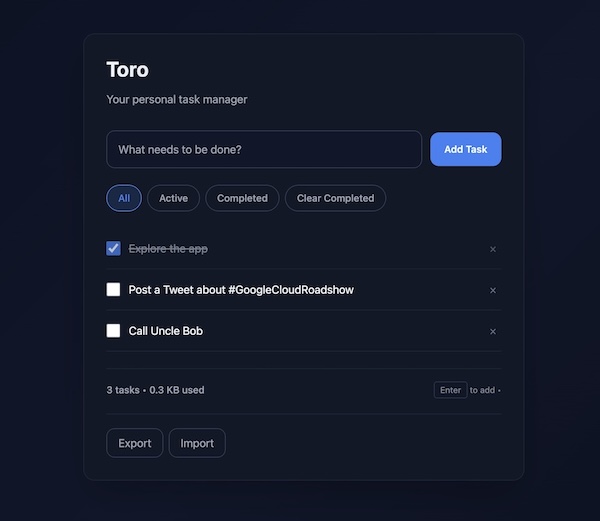 Toro
Your personal task manager
What needs to be done? Add Task
All Active Completed Clear Completed
Explore the app ×
Post a Tweet about #GoogleCloudRoadshow ×
Call Uncle Bob ×
3 tasks • 0.3 KB used Enter to add •
Export Import